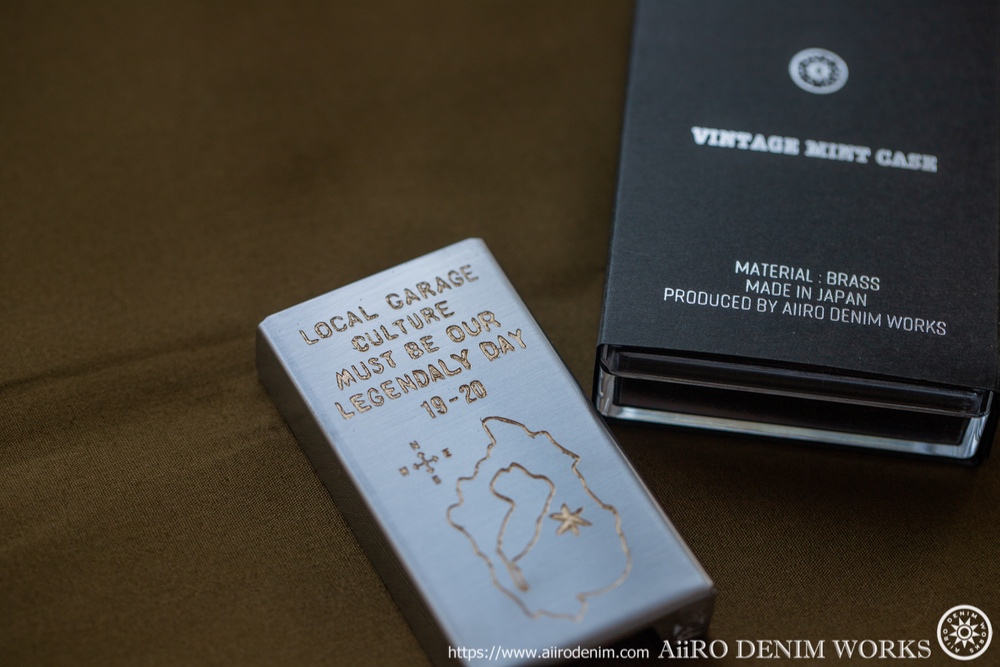 VINTAGE MINT CASE
MATERIAL : BRASS
MADE IN JAPAN
PRODUCED BY AIIRO DENIM WORKS
LOCAL GARAGE
CULTURE
MUST BE OUR
LEGENDALY DAY
19-20
https://www.aiirodenim.com AiiRO DENIM WORKS